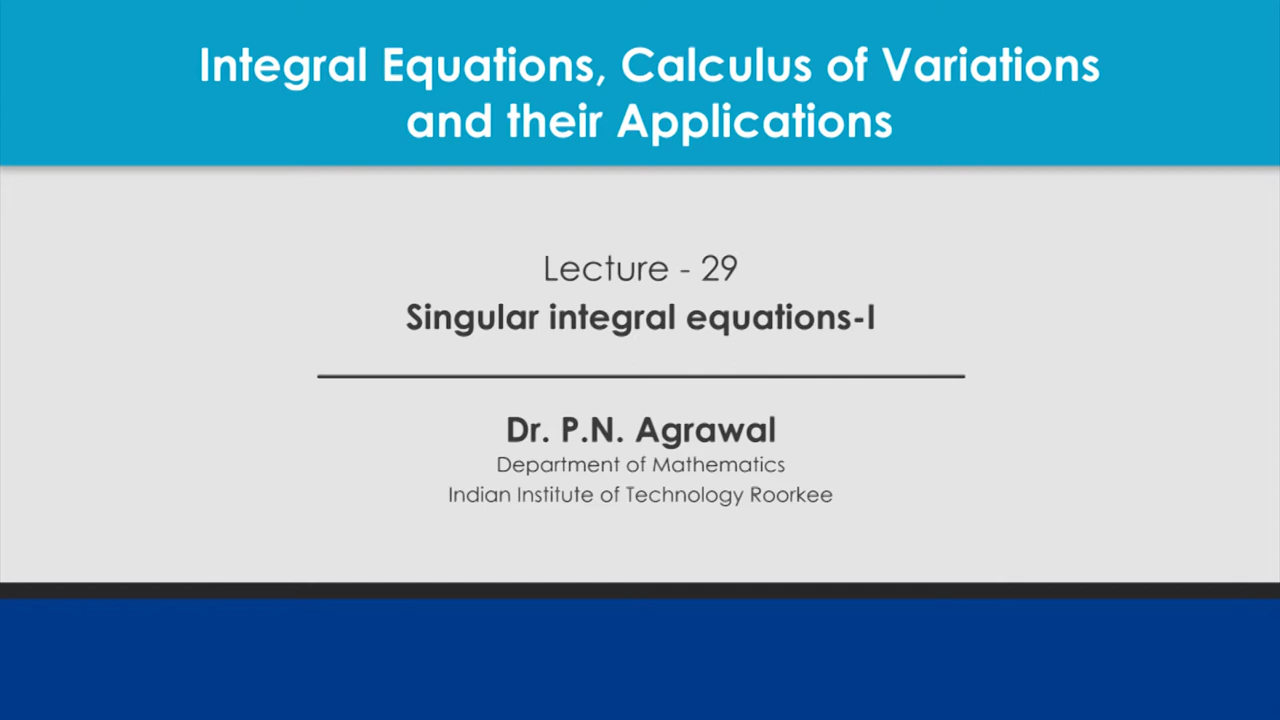 Integral Equations, Calculus of Variations
and their Applications
Lecture - 29
Singular integral equations-I
Dr. P.N. Agrawal
Department of Mathematics
Indian Institute of Technology Roorkee